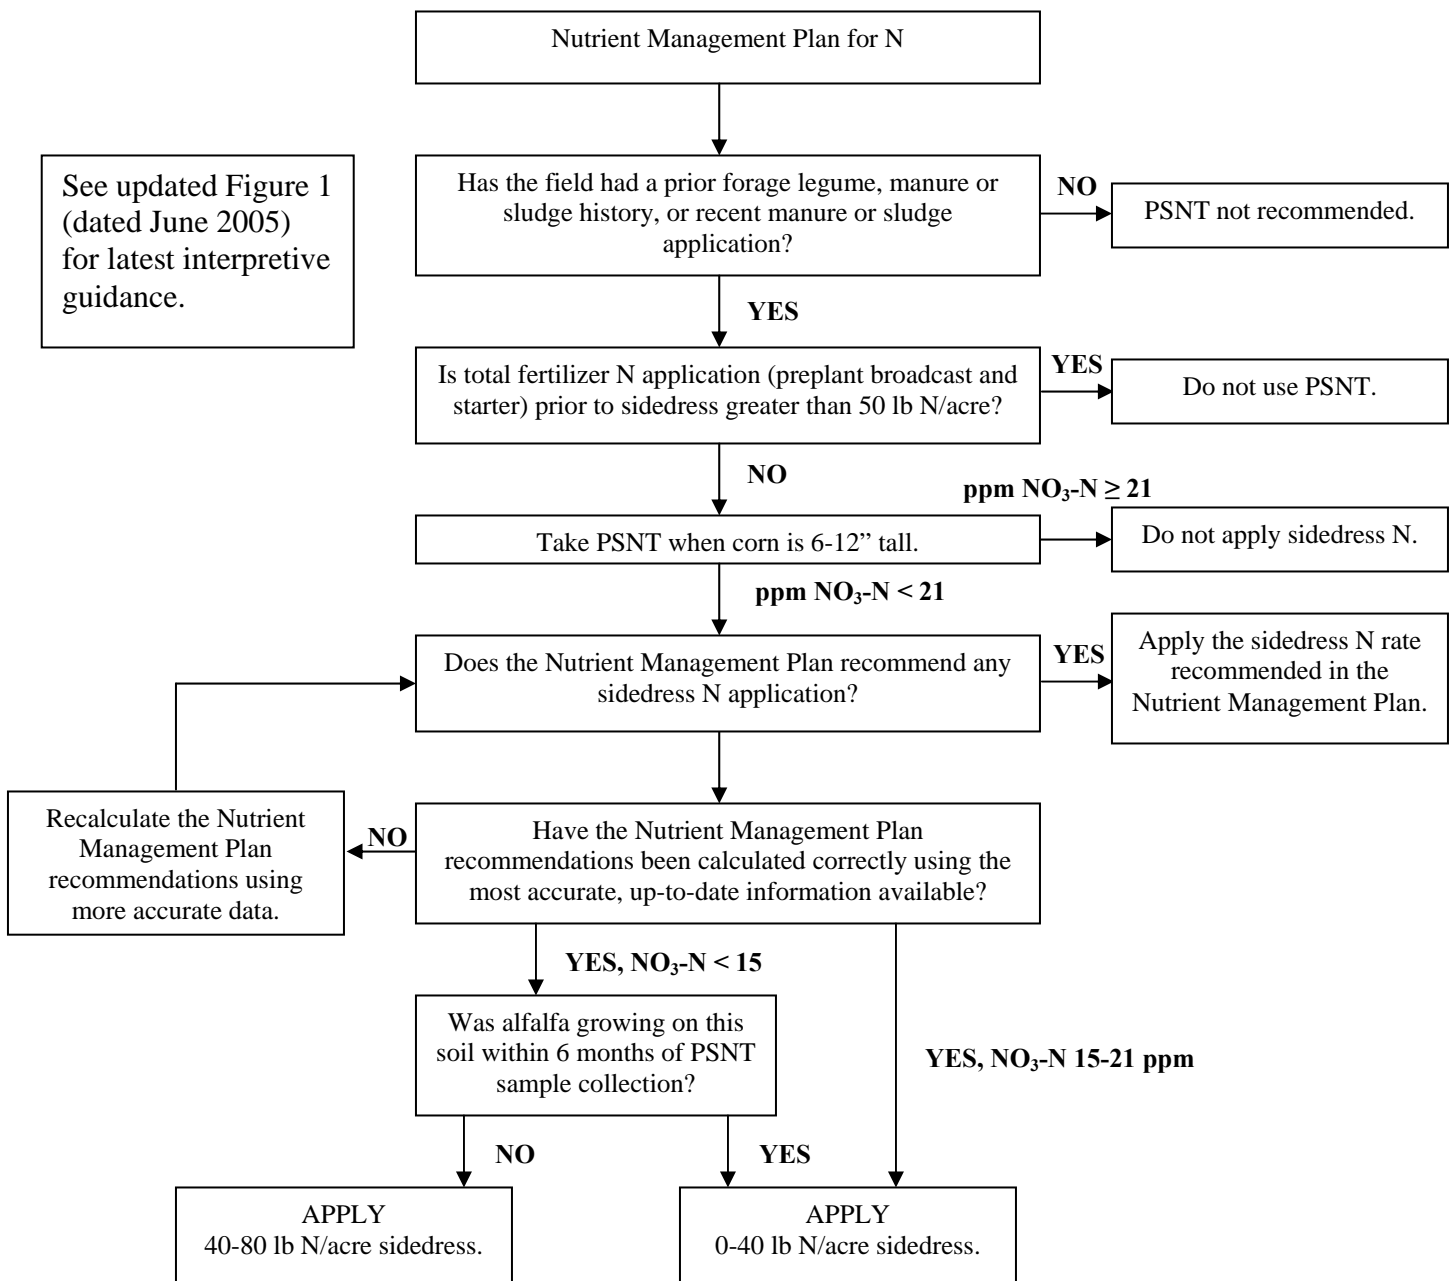 Nutrient Management Plan for N
See updated Figure 1
(dated June 2005)
for latest interpretive
guidance.
Has the field had a prior forage legume, manure or
sludge history, or recent manure or sludge
application?
NO
PSNT not recommended.
YES
Is total fertilizer N application (preplant broadcast and
starter) prior to sidedress greater than 50 lb N/acre?
YES
Do not use PSNT.
NO
ppm NO₃-N ≥ 21
Take PSNT when corn is 6-12” tall.
Do not apply sidedress N.
ppm NO₃-N < 21
Does the Nutrient Management Plan recommend any
sidedress N application?
YES
Apply the sidedress N rate
recommended in the
Nutrient Management Plan.
Recalculate the Nutrient
Management Plan
recommendations using
more accurate data.
NO
Have the Nutrient Management Plan
recommendations been calculated correctly using the
most accurate, up-to-date information available?
YES, NO₃-N < 15
Was alfalfa growing on this
soil within 6 months of PSNT
sample collection?
YES, NO₃-N 15-21 ppm
NO
YES
APPLY
40-80 lb N/acre sidedress.
APPLY
0-40 lb N/acre sidedress.